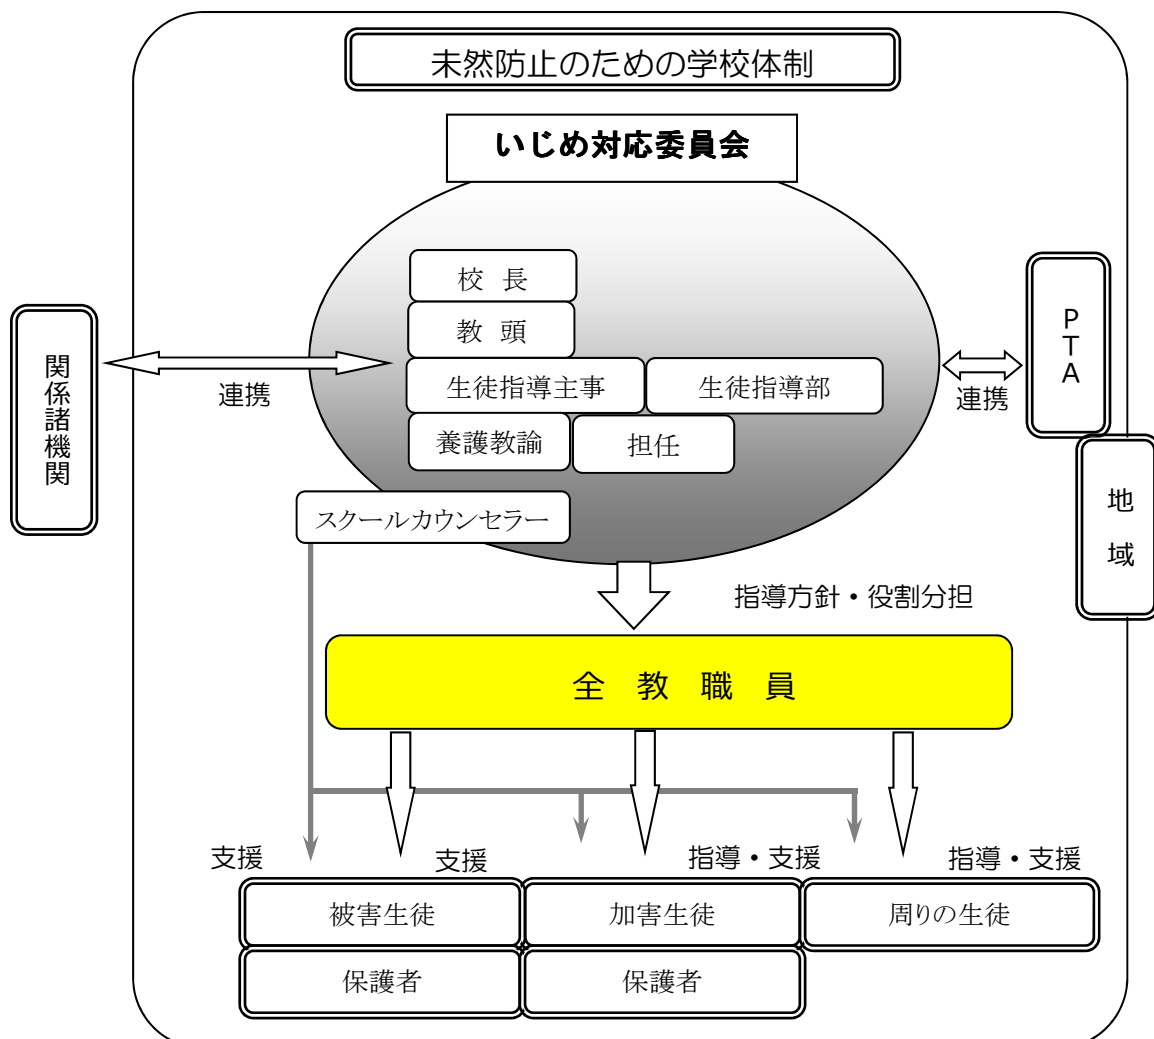 未然防止のための学校体制
いじめ対応委員会
校 長
教 頭
生徒指導主事
生徒指導部
養護教諭
担任
スクールカウンセラー
関係諸機関
連携
連携
PTA
地域
指導方針・役割分担
全 教 職 員
支援
支援
指導・支援
指導・支援
被害生徒
加害生徒
周りの生徒
保護者
保護者